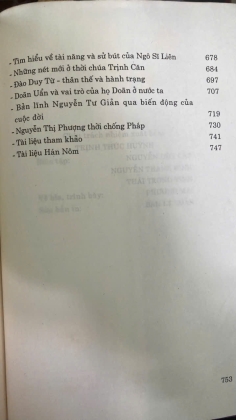 - Tìm hiểu về tài năng và sử bút của Ngô Sĩ Liên 678
- Những nét mới ở thời chúa Trịnh Căn 684
- Đào Duy Từ - thân thế và hành trạng 697
- Doãn Uẩn và vai trò của họ Doãn ở nước ta 707
- Bản lĩnh Nguyễn Tư Giản qua biến động của
cuộc đời 719
- Nguyễn Thị Phượng thời chống Pháp 730
- Tài liệu tham khảo 741
- Tài liệu Hán Nôm 747
753